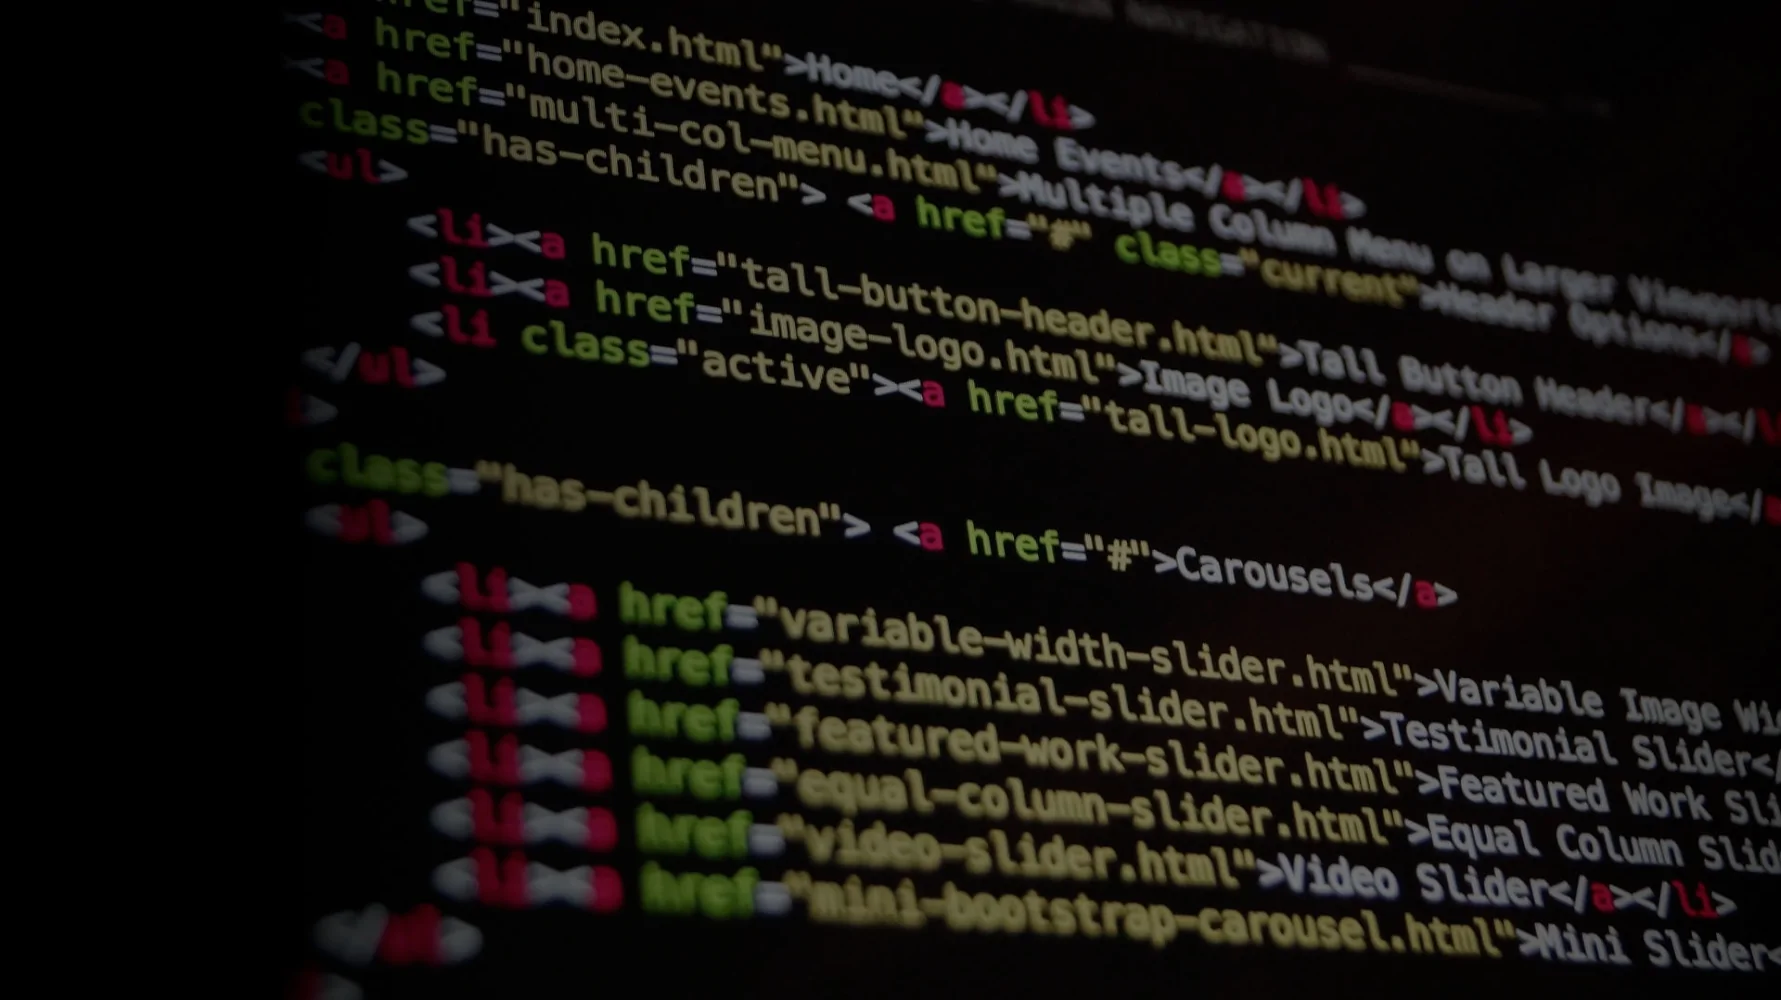 href="index.html">Home</a></li>
<a href="home-events.html">Home Events</a></li>
<a href="multi-col-menu.html">Multiple Column Menu on Larger Viewports
class="has-children"> <a href="#" class="current">Header Options</a>
<ul>
<li><a href="tall-button-header.html">Tall Button Header</a></li
<li><a href="image-logo.html">Image Logo</a></li>
<li class="active"><a href="tall-logo.html">Tall Logo Image</a
</ul>
>
class="has-children"> <a href="#">Carousels</a>
<ul>
<li><a href="variable-width-slider.html">Variable Image Wi
<li><a href="testimonial-slider.html">Testimonial Slider</
<li><a href="featured-work-slider.html">Featured Work Sli
<li><a href="equal-column-slider.html">Equal Column Slid
<li><a href="video-slider.html">Video Slider</a></li>
<li><a href="mini-bootstrap-carousel.html">Mini Slider<
</ul>